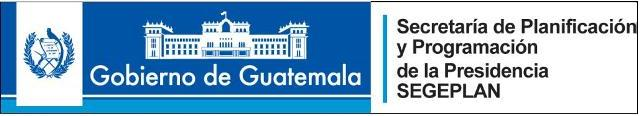 Gobierno de Guatemala
Secretaría de Planificación
y Programación
de la Presidencia
SEGEPLAN